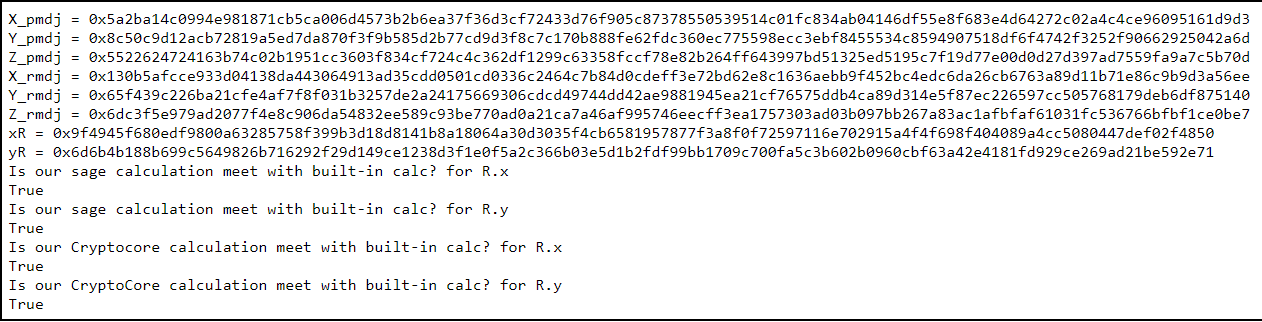 X_pmdj = 0x5a2ba14c0994e981871cb5ca006d4573b2b6ea37f36d3cf72433d76f905c87378550539514c01fc834ab04146df55e8f683e4d64272c02a4c4ce96095161d9d3
Y_pmdj = 0x8c50c9d12acb72819a5ed7da870f3f9b585d2b77cd9d3f8c7c170b888fe62fdc360ec775598ecc3ebf8455534c8594907518df6f4742f3252f90662925042a6d
Z_pmdj = 0x5522624724163b74c02b1951cc3603f834cf724c4c362df1299c63358fccf78e82b264ff643997bd51325ed5195c7f19d77e00d0d27d397ad7559fa9a7c5b70d
X_rmdj = 0x130b5afcce933d04138da443064913ad35cdd0501cd0336c2464c7b84d0cdeff3e72bd62e8c1636aebb9f452bc4edc6da26cb6763a89d11b71e86c9b9d3a56ee
Y_rmdj = 0x65f439c226ba21cfe4af7f8f031b3257de2a24175669306cdcd49744dd42ae9881945ea21cf76575ddb4ca89d314e5f87ec226597cc505768179deb6df875140
Z_rmdj = 0x6dc3f5e979ad2077f4e8c906da54832ee589c93be770ad0a21ca7a46af995746eecff3ea1757303ad03b097bb267a83ac1afbfaf61031fc536766bfbf1ce0be7
xR = 0x9f4945f680edf9800a63285758f399b3d18d8141b8a18064a30d3035f4cb6581957877f3a8f0f72597116e702915a4f4f698f404089a4cc5080447def02f4850
yR = 0x6d6b4b188b699c5649826b716292f29d149ce1238d3f1e0f5a2c366b03e5d1b2fdf99bb1709c700fa5c3b602b0960cbf63a42e4181fd929ce269ad21be592e71
Is our sage calculation meet with built-in calc? for R.x
True
Is our sage calculation meet with built-in calc? for R.y
True
Is our Cryptocore calculation meet with built-in calc? for R.x
True
Is our CryptoCore calculation meet with built-in calc? for R.y
True